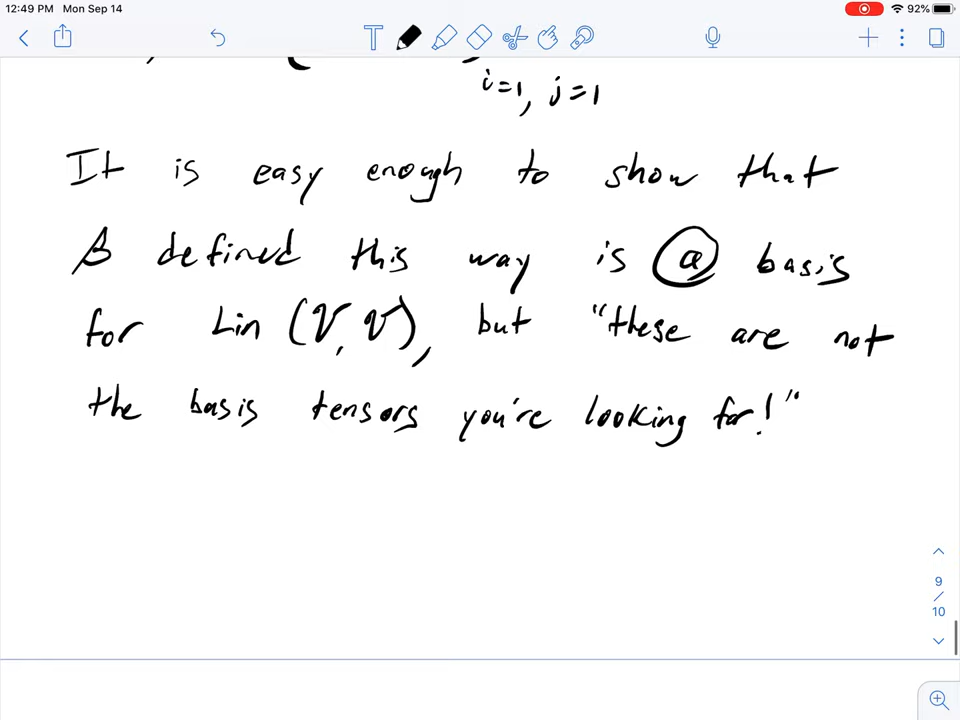 12:49 PM Mon Sep 14
92%
T
i=1, j=1
It is easy enough to show that
β defined this way is a basis
for Lin (V, V), but "these are not
the basis tensors you're looking for!"
9
/
10